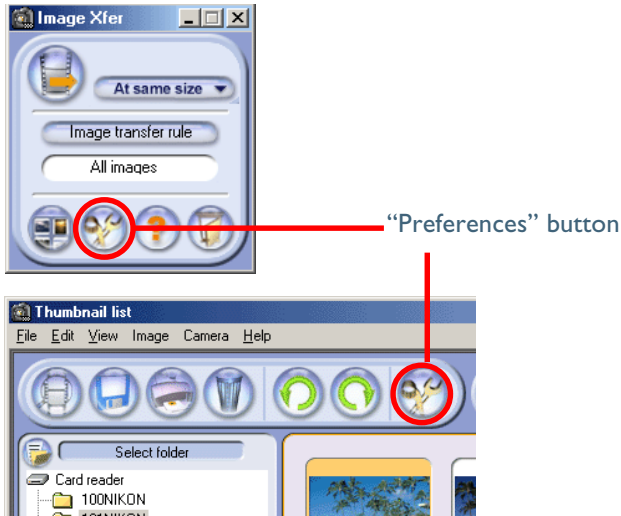 Image Xfer
At same size
Image transfer rule
All images
?
“Preferences” button
Thumbnail list
File Edit View Image Camera Help
Select folder
Card reader
100NIKON
101NIKON